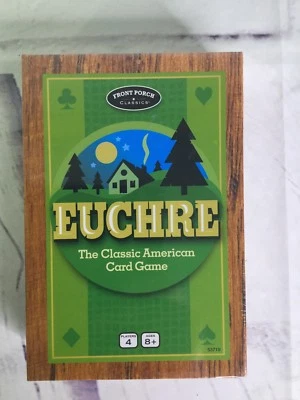 FRONT PORCH
CLASSICS®
EUCHRE
The Classic American
Card Game
PLAYERS
4
AGES
8+